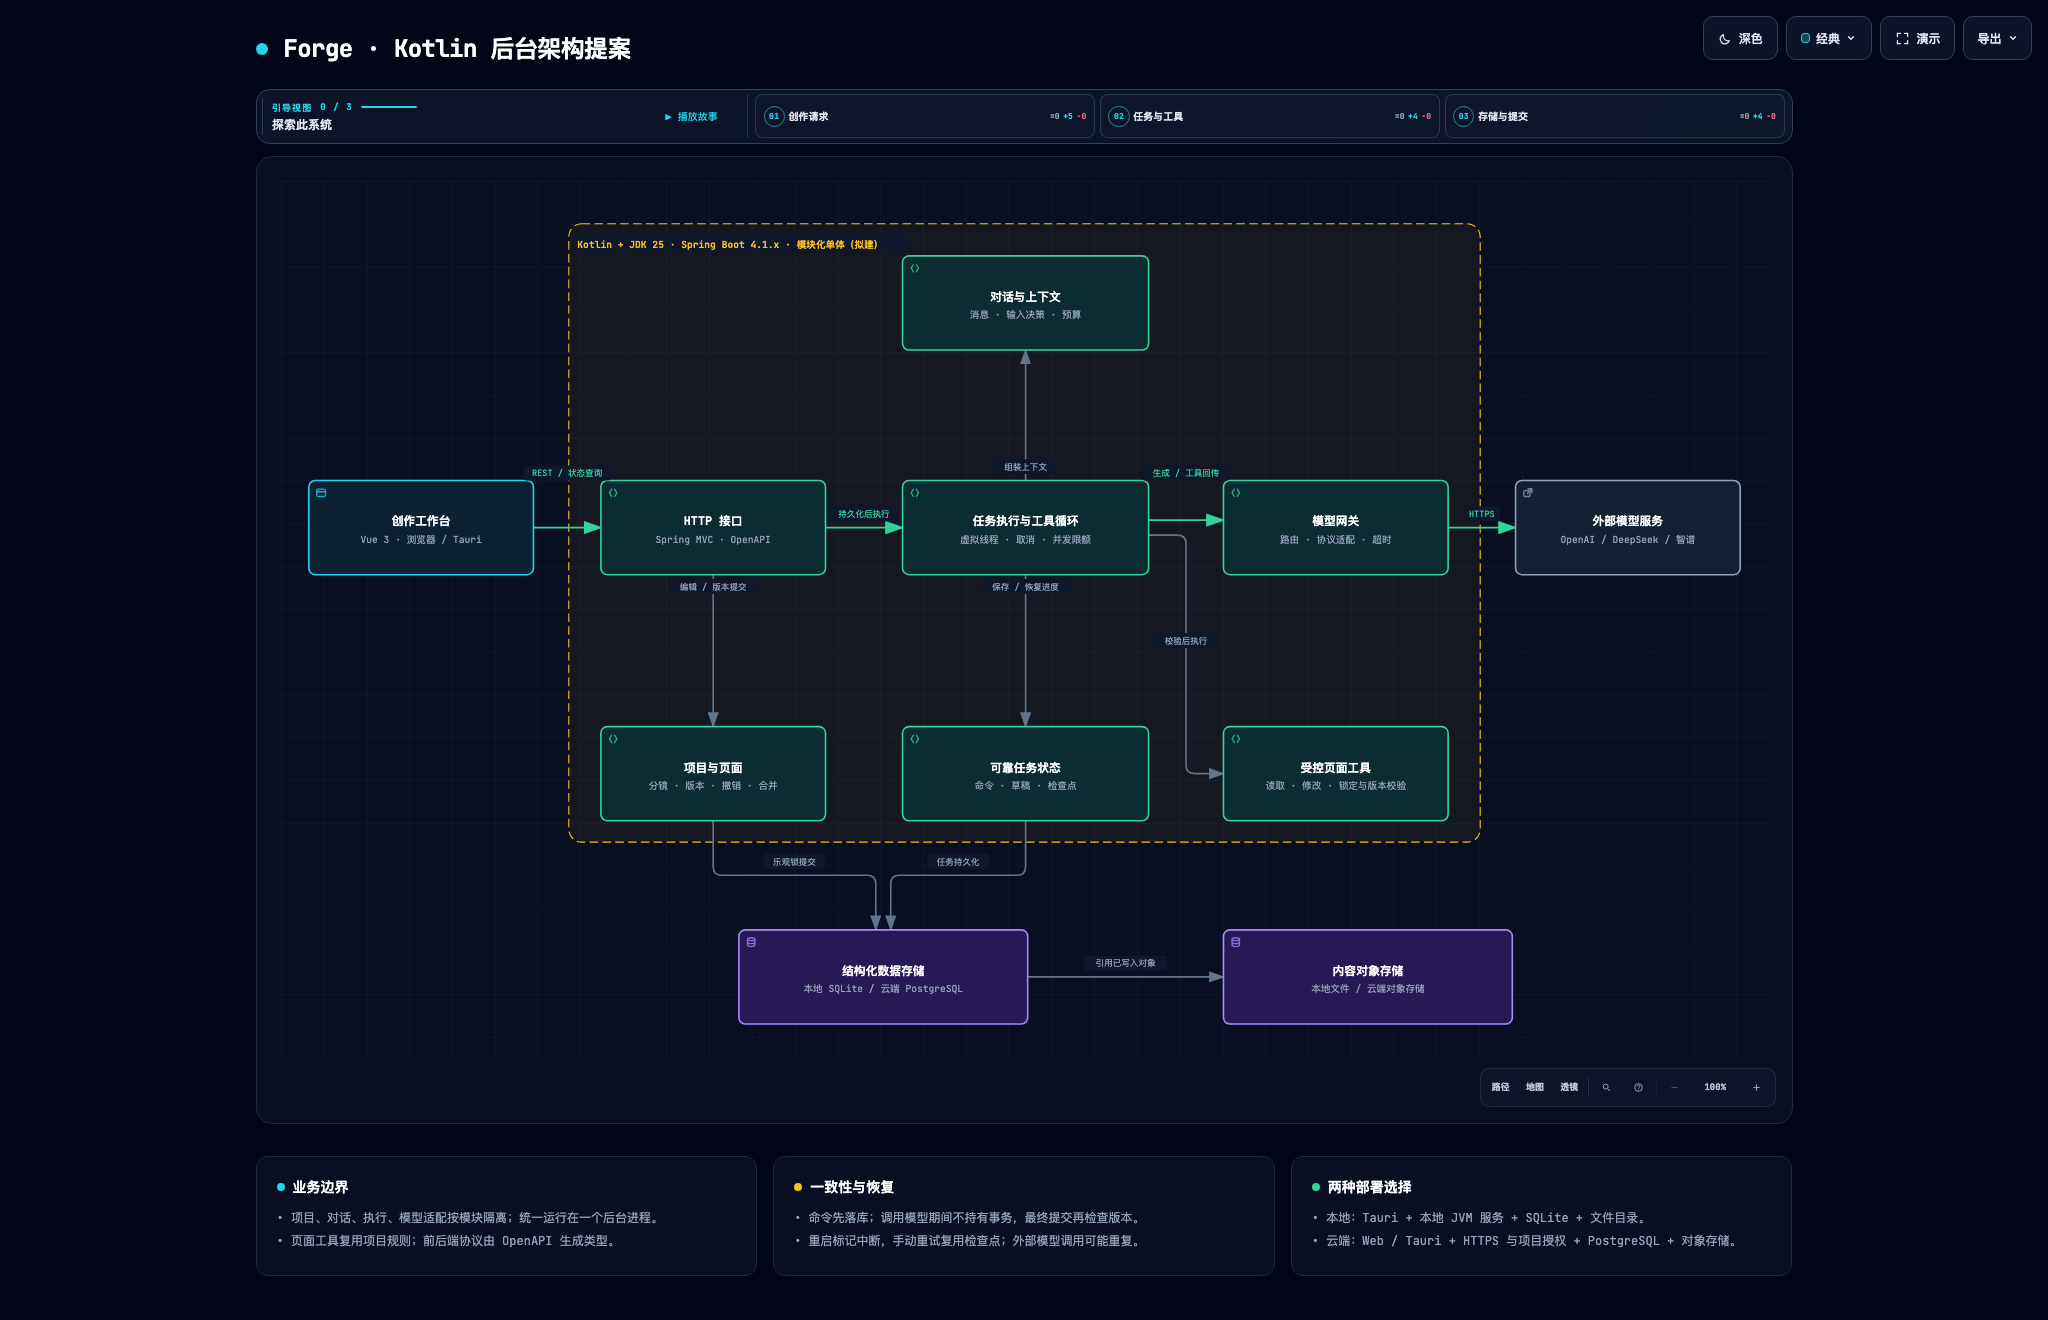 Forge · Kotlin 后台架构提案
深色
经典
演示
导出
引导视图 0 / 3
探索此系统
播放故事
01 创作请求 =0 +5 -0
02 任务与工具 =0 +4 -0
03 存储与提交 =0 +4 -0
Kotlin + JDK 25 · Spring Boot 4.1.x · 模块化单体 (拟建)
对话与上下文
消息 · 输入决策 · 预算
组装上下文
REST / 状态查询
生成 / 工具回传
创作工作台
Vue 3 · 浏览器 / Tauri
HTTP 接口
Spring MVC · OpenAPI
持久化后执行
任务执行与工具循环
虚拟线程 · 取消 · 并发限额
模型网关
路由 · 协议适配 · 超时
HTTPS
外部模型服务
OpenAI / DeepSeek / 智谱
编辑 / 版本提交
保存 / 恢复进度
校验后执行
项目与页面
分镜 · 版本 · 撤销 · 合并
可靠任务状态
命令 · 草稿 · 检查点
受控页面工具
读取 · 修改 · 锁定与版本校验
乐观锁提交
任务持久化
结构化数据存储
本地 SQLite / 云端 PostgreSQL
引用已写入对象
内容对象存储
本地文件 / 云端对象存储
路径
地图
透镜
100%
业务边界
• 项目、对话、执行、模型适配按模块隔离；统一运行在一个后台进程。
• 页面工具复用项目规则；前后端协议由 OpenAPI 生成类型。
一致性与恢复
• 命令先落库；调用模型期间不持有事务，最终提交再检查版本。
• 重启标记中断，手动重试复用检查点；外部模型调用可能重复。
两种部署选择
• 本地：Tauri + 本地 JVM 服务 + SQLite + 文件目录。
• 云端：Web / Tauri + HTTPS 与项目授权 + PostgreSQL + 对象存储。